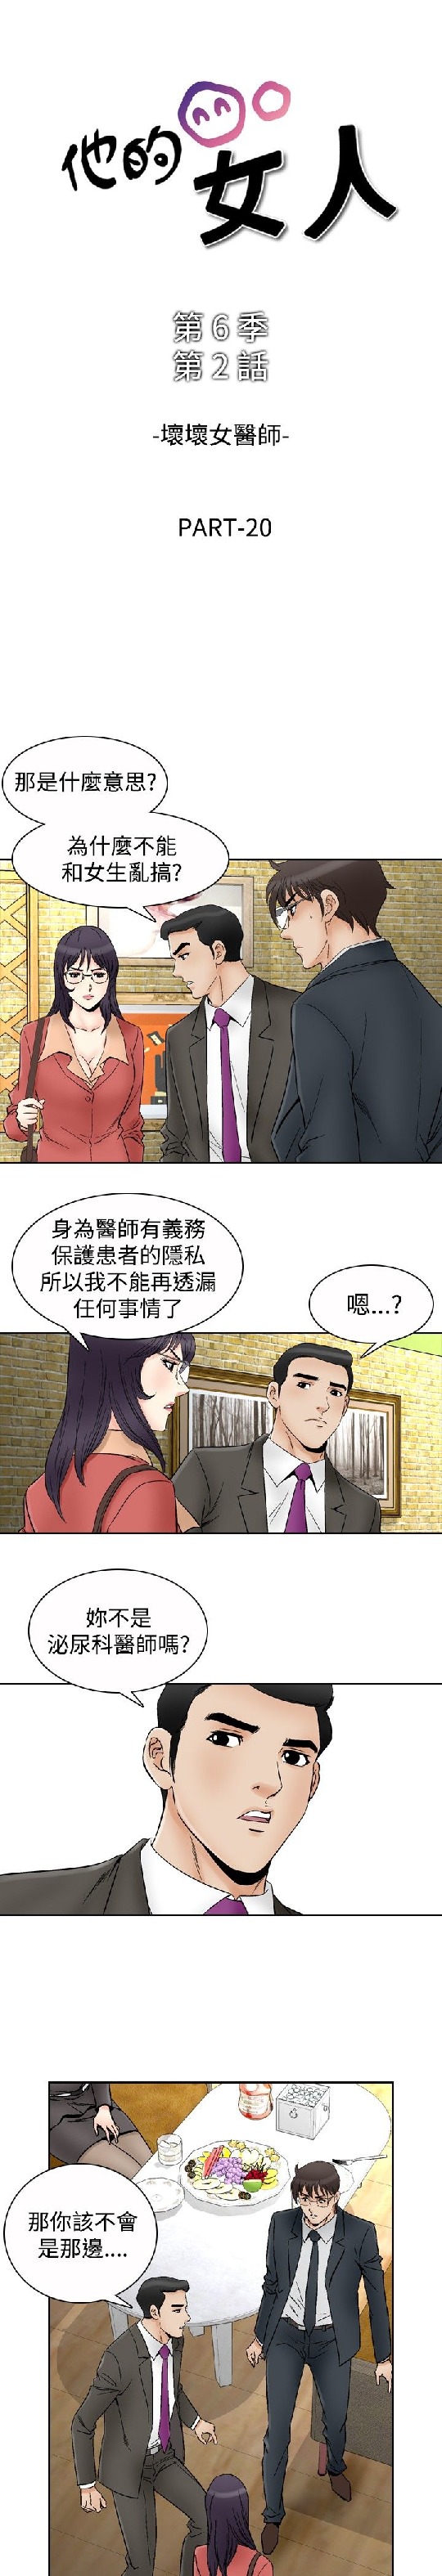 他的女人
第6季
第2話
-壞壞女醫師-
PART-20
那是什麼意思?
為什麼不能
和女生亂搞?
身為醫師有義務
保護患者的隱私
所以我不能再透漏
任何事情了
嗯...?
妳不是
泌尿科醫師嗎?
那你該不會
是那邊....